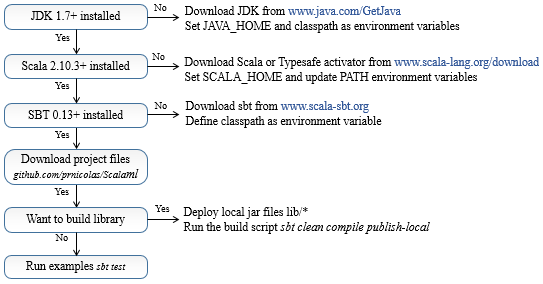 JDK 1.7+ installed
No
Download JDK from www.java.com/GetJava
Set JAVA_HOME and classpath as environment variables
Yes
Scala 2.10.3+ installed
No
Download Scala or Typesafe activator from www.scala-lang.org/download
Set SCALA_HOME and update PATH environment variables
Yes
SBT 0.13+ installed
No
Download sbt from www.scala-sbt.org
Define classpath as environment variable
Yes
Download project files
github.com/prnicolas/Scalaml
Yes
Want to build library
Yes
Deploy local jar files lib/*
Run the build script sbt clean compile publish-local
No
Run examples sbt test